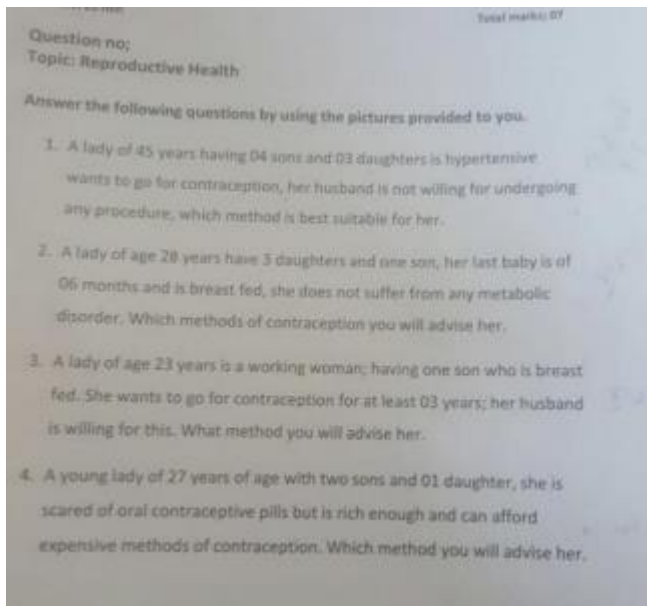 Total marks; 07
Question no;
Topic: Reproductive Health
Answer the following questions by using the pictures provided to you.
1. A lady of 45 years having 04 sons and 03 daughters is hypertensive
wants to go for contraception, her husband is not willing for undergoing
any procedure, which method is best suitable for her.
2. A lady of age 28 years have 3 daughters and one son, her last baby is of
06 months and is breast fed, she does not suffer from any metabolic
disorder. Which methods of contraception you will advise her.
3. A lady of age 23 years is a working woman; having one son who is breast
fed. She wants to go for contraception for at least 03 years; her husband
is willing for this. What method you will advise her.
4. A young lady of 27 years of age with two sons and 01 daughter, she is
scared of oral contraceptive pills but is rich enough and can afford
expensive methods of contraception. Which method you will advise her.